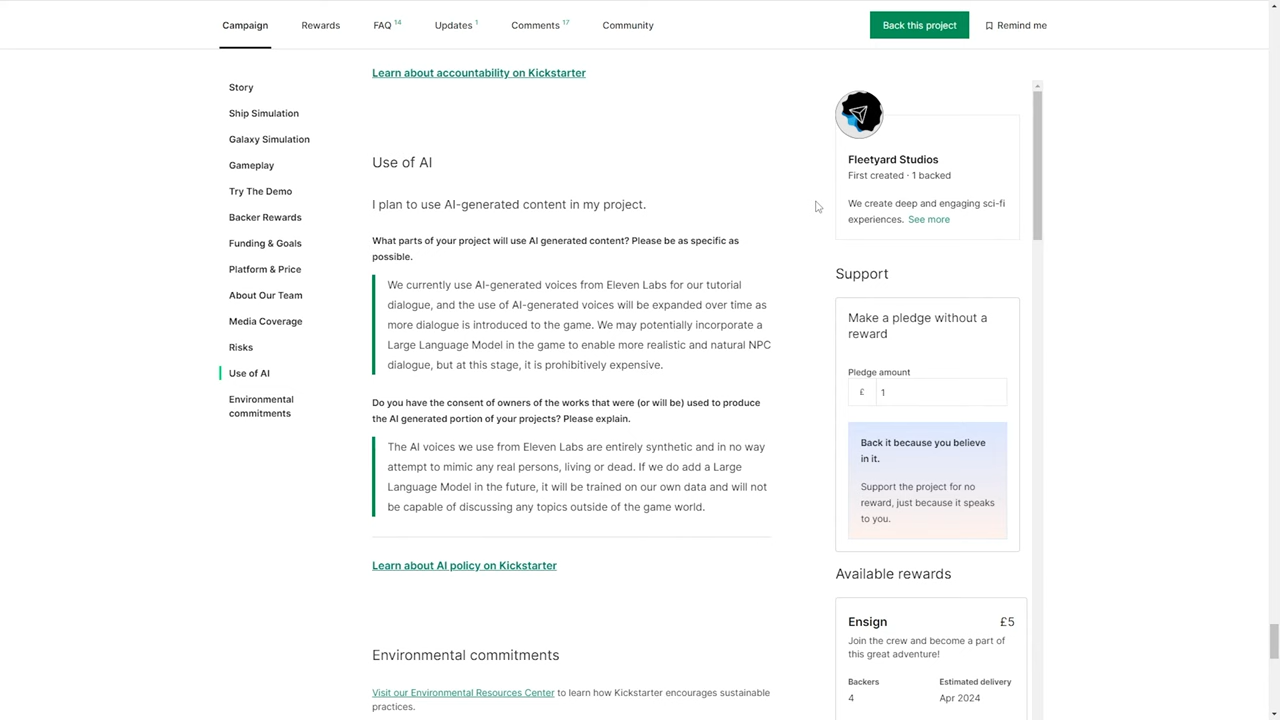 Campaign
Rewards
FAQ 14
Updates 1
Comments 17
Community
Back this project
Remind me
Story
Ship Simulation
Galaxy Simulation
Gameplay
Try The Demo
Backer Rewards
Funding & Goals
Platform & Price
About Our Team
Media Coverage
Risks
Use of AI
Environmental
commitments
Learn about accountability on Kickstarter
Use of AI
I plan to use AI-generated content in my project.
What parts of your project will use AI generated content? Please be as specific as
possible.
We currently use AI-generated voices from Eleven Labs for our tutorial
dialogue, and the use of AI-generated voices will be expanded over time as
more dialogue is introduced to the game. We may potentially incorporate a
Large Language Model in the game to enable more realistic and natural NPC
dialogue, but at this stage, it is prohibitively expensive.
Do you have the consent of owners of the works that were (or will be) used to produce
the AI generated portion of your projects? Please explain.
The AI voices we use from Eleven Labs are entirely synthetic and in no way
attempt to mimic any real persons, living or dead. If we do add a Large
Language Model in the future, it will be trained on our own data and will not
be capable of discussing any topics outside of the game world.
Learn about AI policy on Kickstarter
Environmental commitments
Visit our Environmental Resources Center to learn how Kickstarter encourages sustainable
practices.
Fleetyard Studios
First created · 1 backed
We create deep and engaging sci-fi
experiences. See more
Support
Make a pledge without a
reward
Pledge amount
£ 1
Back it because you believe
in it.
Support the project for no
reward, just because it speaks
to you.
Available rewards
Ensign £5
Join the crew and become a part of
this great adventure!
Backers Estimated delivery
4 Apr 2024